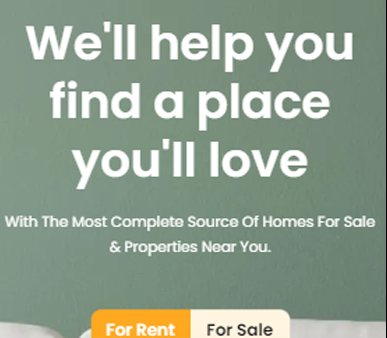 We'll help you
find a place
you'll love
With The Most Complete Source Of Homes For Sale
& Properties Near You.
For Rent For Sale